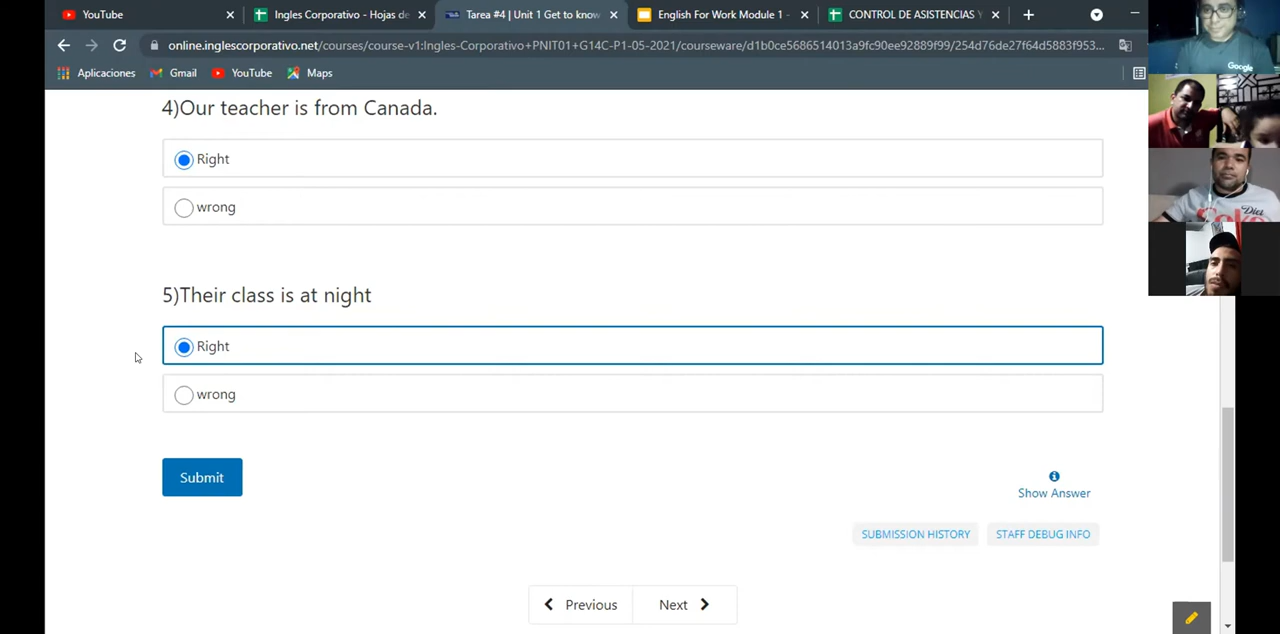 YouTube
Ingles Corporativo - Hojas de
Tarea #4 | Unit 1 Get to know
English For Work Module 1 -
CONTROL DE ASISTENCIAS Y
online.inglescorporativo.net/courses/course-v1:Ingles-Corporativo+PNIT01+G14C-P1-05-2021/courseware/d1b0ce5686514013a9fc90ee92889f99/254d76de27f64d5883f953...
Aplicaciones
Gmail
YouTube
Maps
4)Our teacher is from Canada.
Right
wrong
5)Their class is at night
Right
wrong
Submit
Show Answer
SUBMISSION HISTORY
STAFF DEBUG INFO
Previous
Next
Google
Diet
Coke